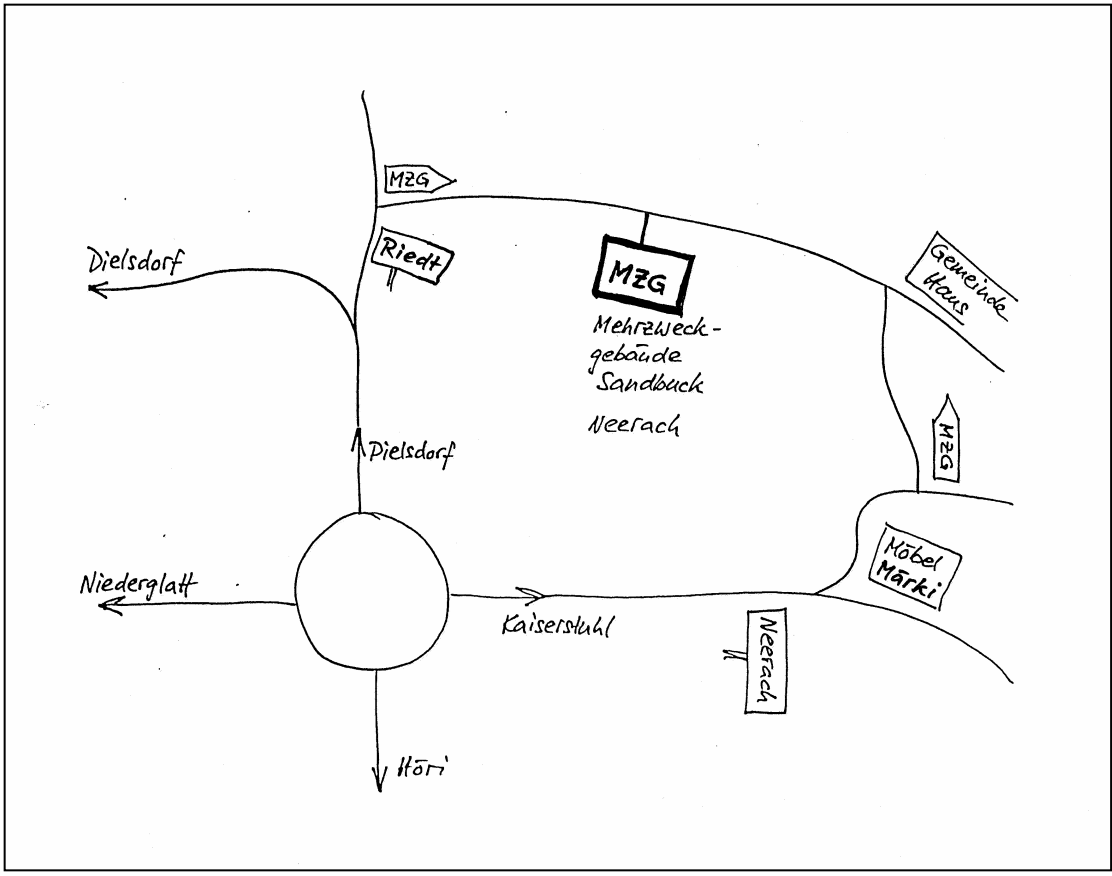 MZG
Riedt
Dielsdorf
MZG
Mehrzweck-
gebäude
Sandbuck
Neerach
Gemeinde
Haus
MZG
Dielsdorf
Möbel
Märki
Niederglatt
Kaiserstuhl
Neerach
Höri